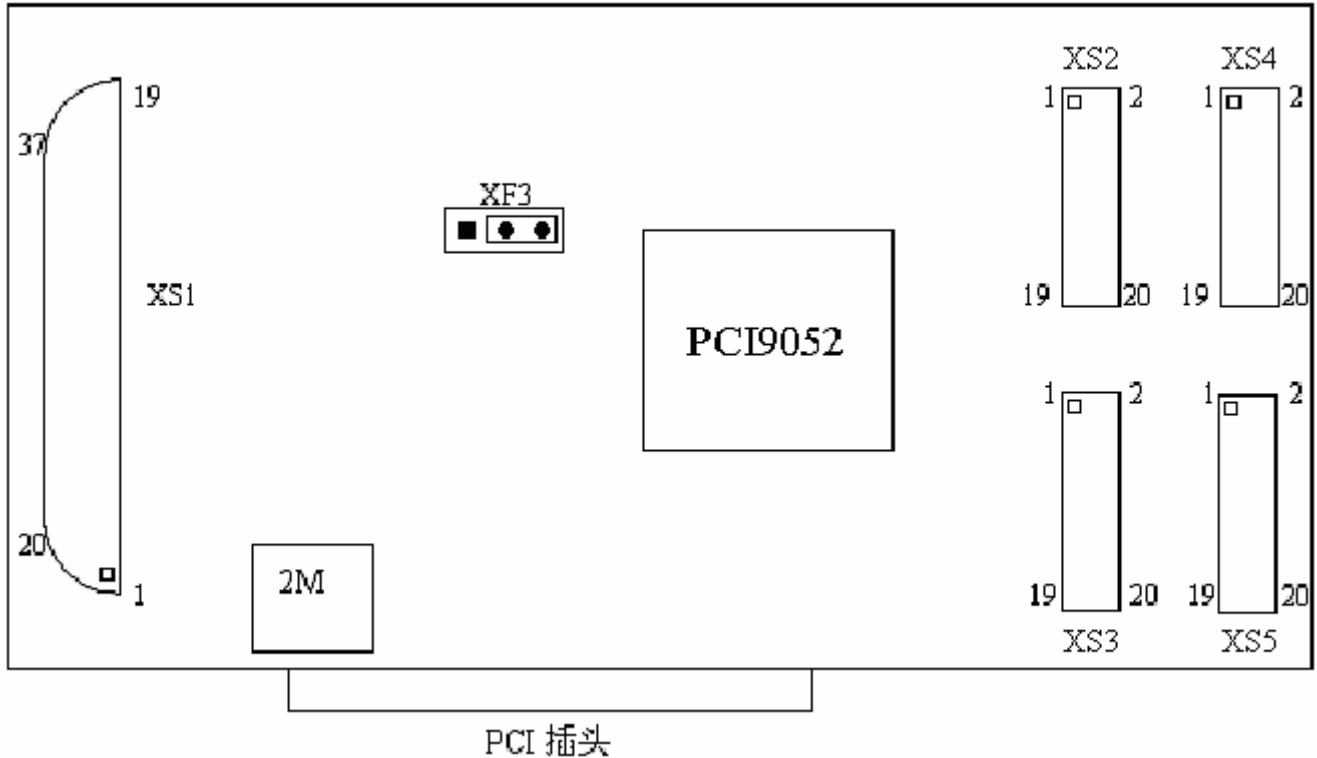 XS2 XS4
1 2 1 2
19
37
XF3
XS1
19 20 19 20
PCI9052
1 2 1 2
20
2M
1
19 20 19 20
XS3 XS5
PCI 插头